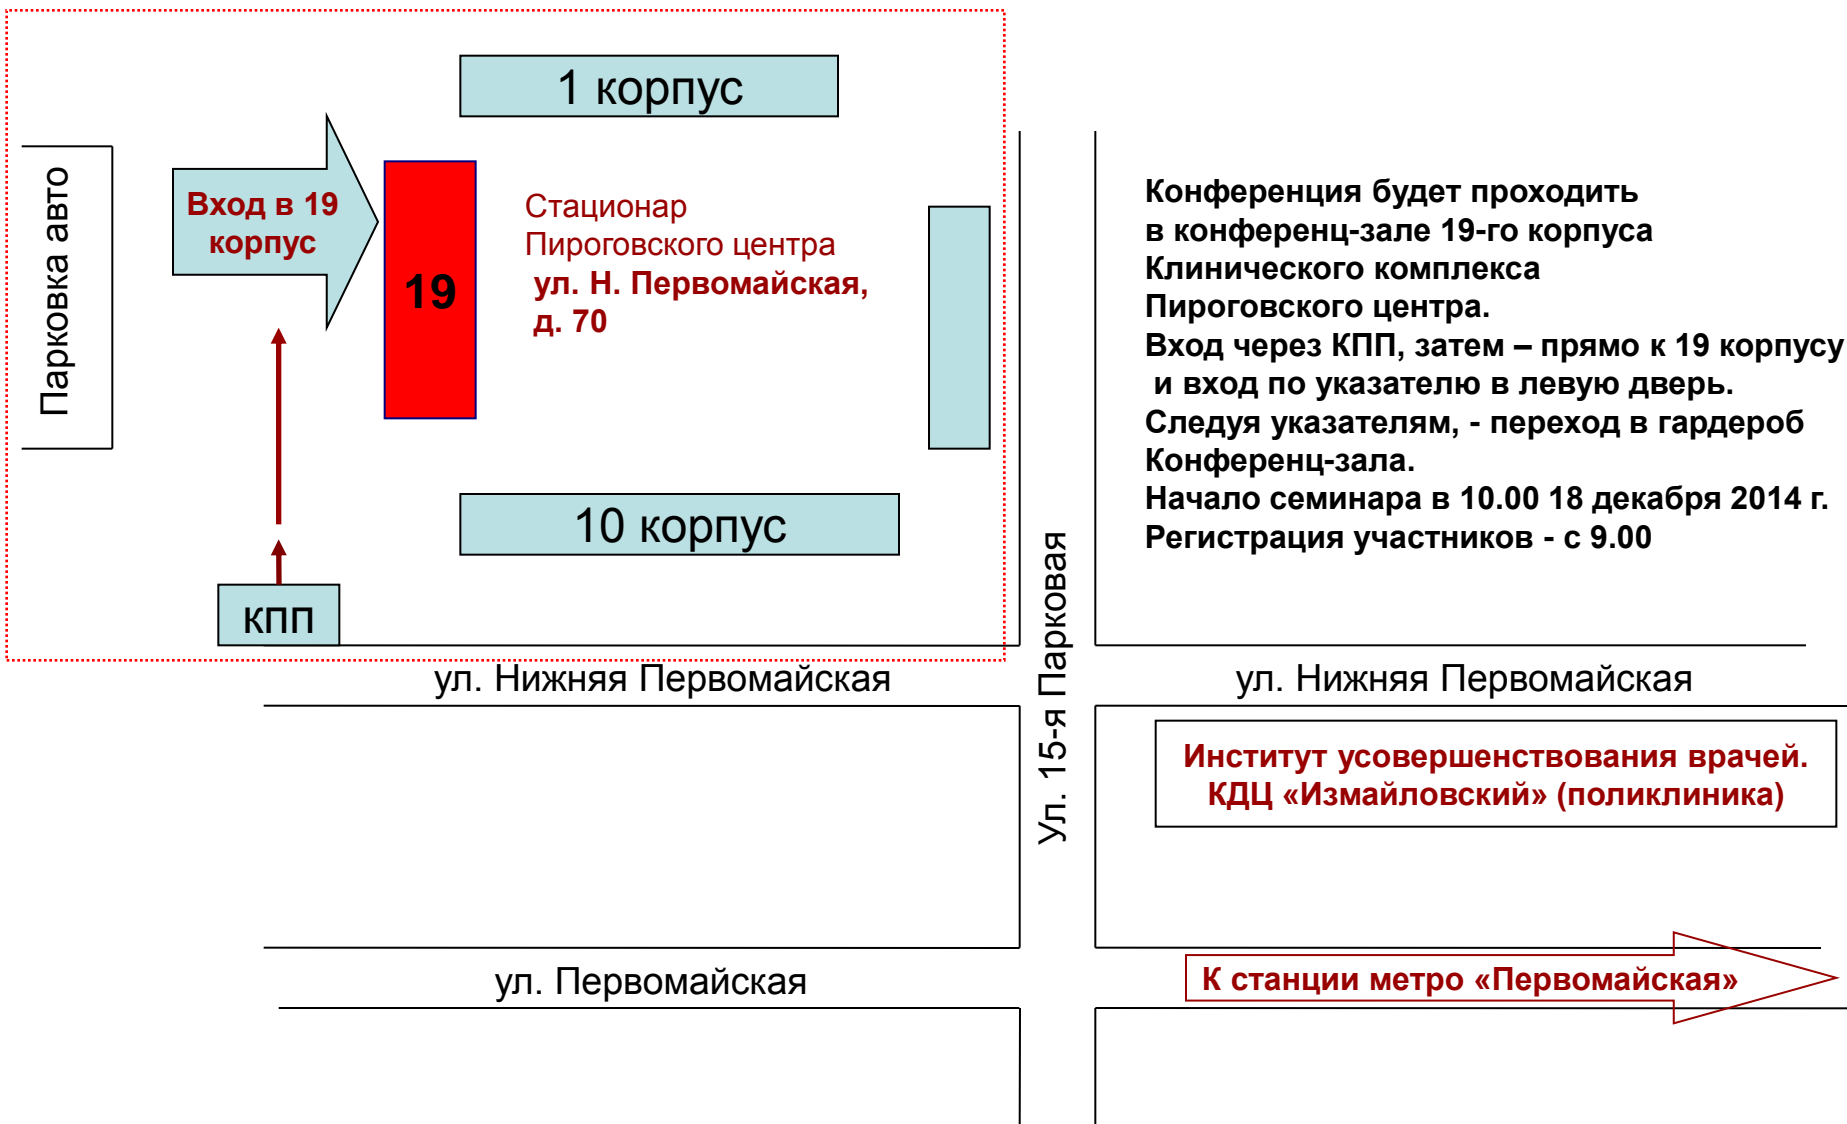 1 корпус
Парковка авто
Вход в 19
корпус
19
Стационар
Пироговского центра
ул. Н. Первомайская,
д. 70
10 корпус
кпп
Конференция будет проходить
в конференц-зале 19-го корпуса
Клинического комплекса
Пироговского центра.
Вход через КПП, затем – прямо к 19 корпусу
и вход по указателю в левую дверь.
Следуя указателям, - переход в гардероб
Конференц-зала.
Начало семинара в 10.00 18 декабря 2014 г.
Регистрация участников - с 9.00
ул. Нижняя Первомайская
Ул. 15-я Парковая
ул. Нижняя Первомайская
Институт усовершенствования врачей.
КДЦ «Измайловский» (поликлиника)
ул. Первомайская
К станции метро «Первомайская»